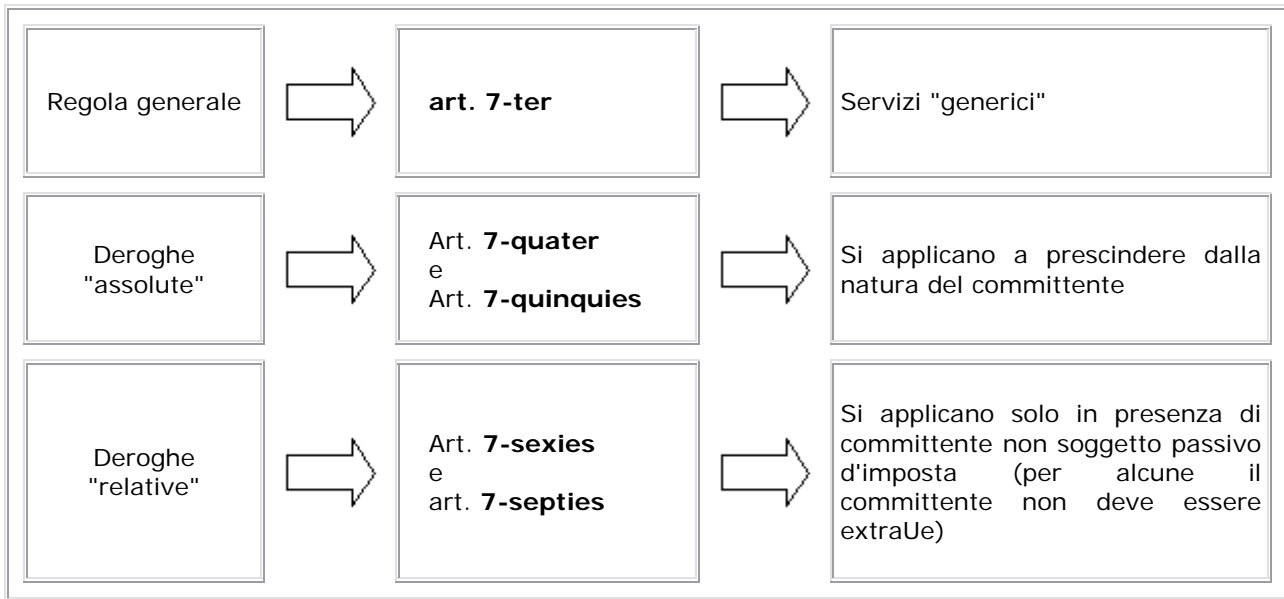 Regola generale
art. 7-ter
Servizi "generici"
Deroghe
"assolute"
Art. 7-quater
e
Art. 7-quinquies
Si applicano a prescindere dalla
natura del committente
Deroghe
"relative"
Art. 7-sexies
e
art. 7-septies
Si applicano solo in presenza di
committente non soggetto passivo
d'imposta (per alcune il
committente non deve essere
extraUe)